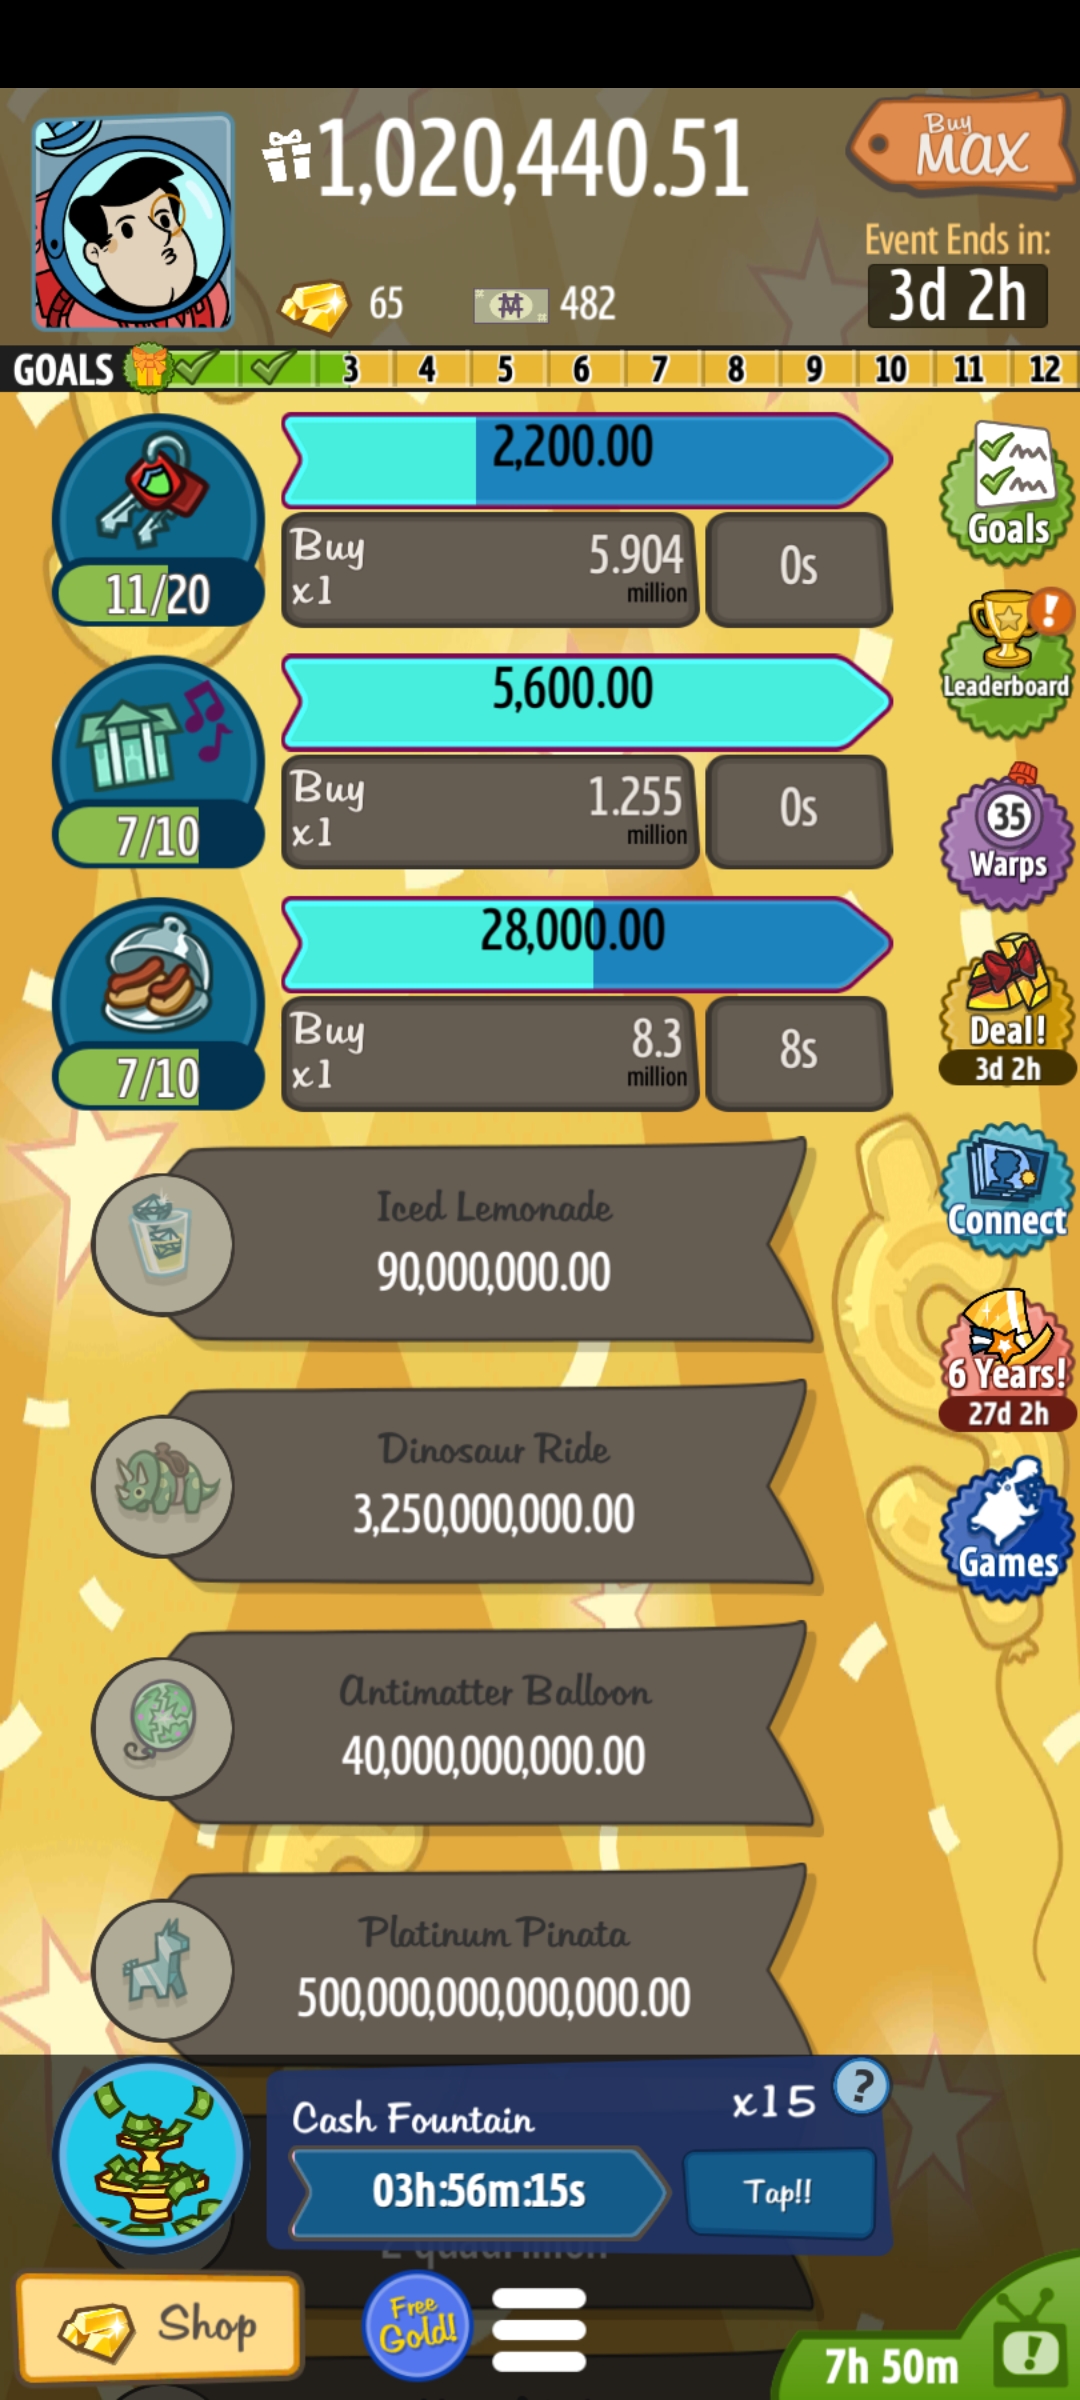 1,020,440.51
Buy
MAX
65
482
Event Ends in:
3d 2h
GOALS 3 4 5 6 7 8 9 10 11 12
2,200.00
Buy
x1
5.904
million
0s
11/20
Goals
5,600.00
Buy
x1
1.255
million
0s
7/10
Leaderboard
35
Warps
28,000.00
Buy
x1
8.3
million
8s
7/10
Deal!
3d 2h
Iced Lemonade
90,000,000.00
Connect
Dinosaur Ride
3,250,000,000.00
6 Years!
27d 2h
Games
Antimatter Balloon
40,000,000,000.00
Platinum Pinata
500,000,000,000,000.00
Cash Fountain
x15
?
03h:56m:15s
Tap!!
Shop
Free
Gold!
7h 50m